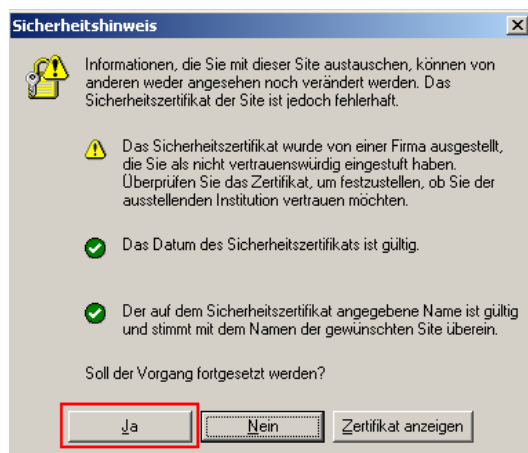 Sicherheitshinweis
Informationen, die Sie mit dieser Site austauschen, können von
anderen weder angesehen noch verändert werden. Das
Sicherheitszertifikat der Site ist jedoch fehlerhaft.
Das Sicherheitszertifikat wurde von einer Firma ausgestellt,
die Sie als nicht vertrauenswürdig eingestuft haben.
Überprüfen Sie das Zertifikat, um festzustellen, ob Sie der
ausstellenden Institution vertrauen möchten.
Das Datum des Sicherheitszertifikats ist gültig.
Der auf dem Sicherheitszertifikat angegebene Name ist gültig
und stimmt mit dem Namen der gewünschten Site überein.
Soll der Vorgang fortgesetzt werden?
Ja Nein Zertifikat anzeigen